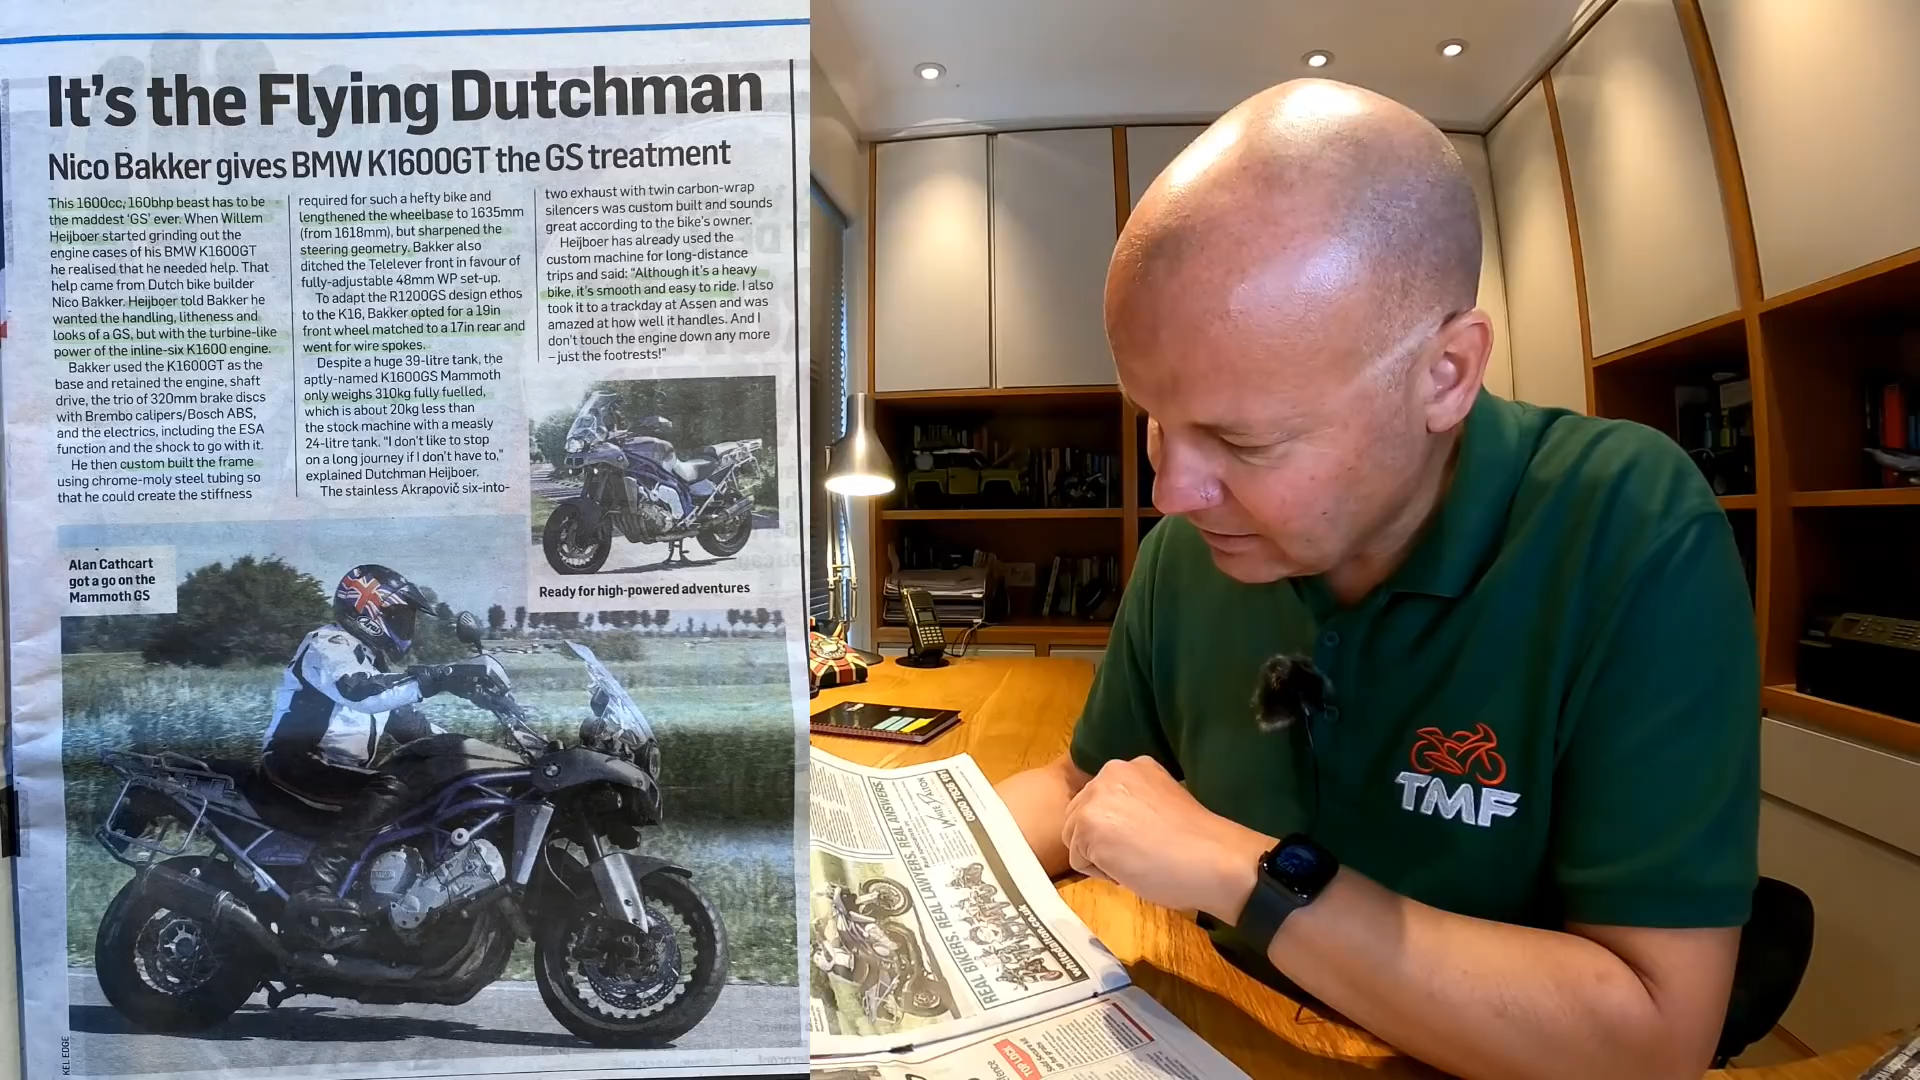 It's the Flying Dutchman
Nico Bakker gives BMW K1600GT the GS treatment
This 1600cc, 160bhp beast has to be
the maddest 'GS' ever. When Willem
Heijboer started grinding out the
engine cases of his BMW K1600GT
he realised that he needed help. That
help came from Dutch bike builder
Nico Bakker. Heijboer told Bakker he
wanted the handling, litheness and
looks of a GS, but with the turbine-like
power of the inline-six K1600 engine.
Bakker used the K1600GT as the
base and retained the engine, shaft
drive, the trio of 320mm brake discs
with Brembo calipers/Bosch ABS,
and the electrics, including the ESA
function and the shock to go with it.
He then custom built the frame
using chrome-moly steel tubing so
that he could create the stiffness
required for such a hefty bike and
lengthened the wheelbase to 1635mm
(from 1618mm), but sharpened the
steering geometry. Bakker also
ditched the Telelever front in favour of
fully-adjustable 48mm WP set-up.
To adapt the R1200GS design ethos
to the K16, Bakker opted for a 19in
front wheel matched to a 17in rear and
went for wire spokes.
Despite a huge 39-litre tank, the
aptly-named K1600GS Mammoth
only weighs 310kg fully fuelled,
which is about 20kg less than
the stock machine with a measly
24-litre tank. "I don't like to stop
on a long journey if I don't have to,"
explained Dutchman Heijboer.
The stainless Akrapovič six-into-
two exhaust with twin carbon-wrap
silencers was custom built and sounds
great according to the bike's owner.
Heijboer has already used the
custom machine for long-distance
trips and said: "Although it's a heavy
bike, it's smooth and easy to ride. I also
took it to a trackday at Assen and was
amazed at how well it handles. And I
don't touch the engine down any more
– just the footrests!"
Ready for high-powered adventures
Alan Cathcart
got a go on the
Mammoth GS
KEL EDGE
TMF
REAL BIKERS, REAL LAWYERS, REAL ANSWERS.
White Dalton
0800 7836 191
whitedalton.co.uk
TOP LOCK